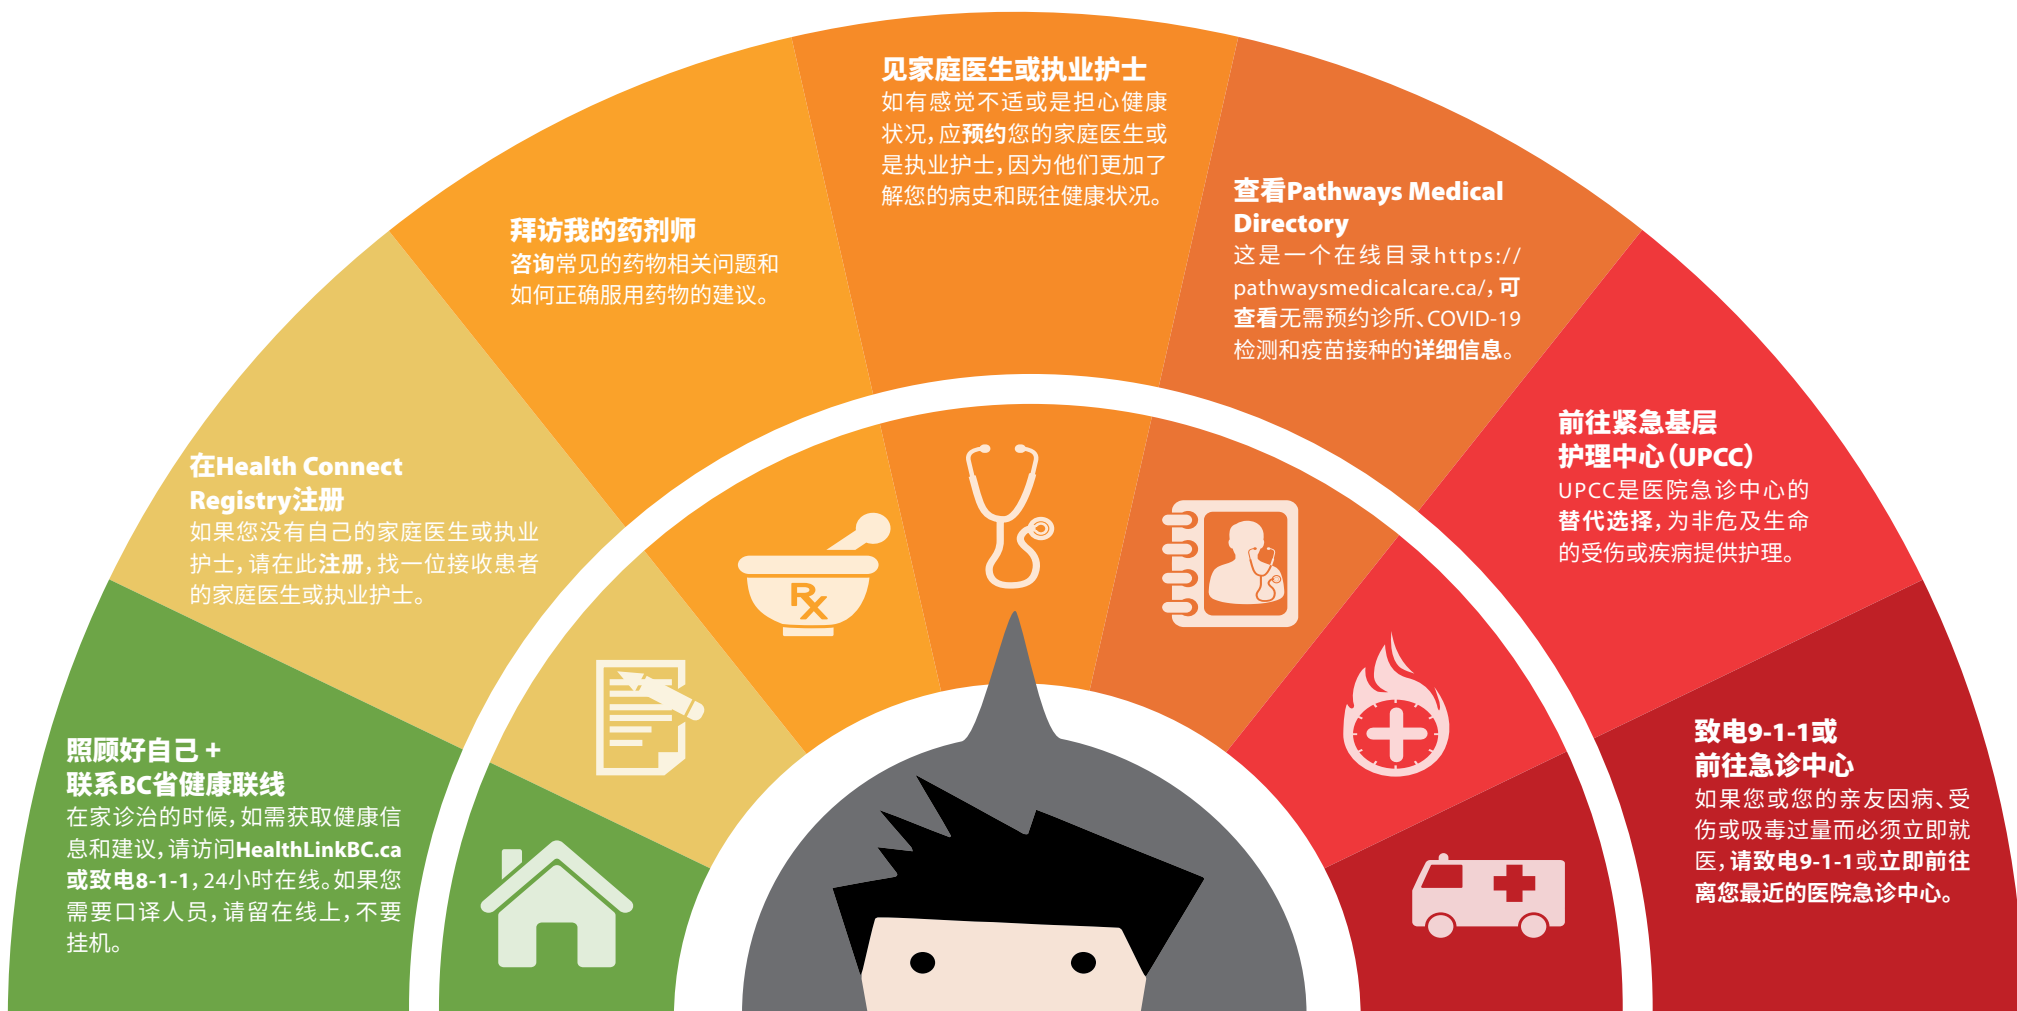 照顾好自己 +
联系BC省健康联线
在家诊治的时候，如需获取健康信
息和建议，请访问HealthLinkBC.ca
或致电8-1-1，24小时在线。如果您
需要口译人员，请留在线上，不要
挂机。
在Health Connect
Registry注册
如果您没有自己的家庭医生或执业
护士，请在此注册，找一位接收患者
的家庭医生或执业护士。
拜访我的药剂师
咨询常见的药物相关问题和
如何正确服用药物的建议。
见家庭医生或执业护士
如有感觉不适或是担心健康
状况，应预约您的家庭医生或
是执业护士，因为他们更加了
解您的病史和既往健康状况。
查看Pathways Medical
Directory
这是一个在线目录https://
pathwaysmedicalcare.ca/，可
查看无需预约诊所、COVID-19
检测和疫苗接种的详细信息。
前往紧急基层
护理中心（UPCC）
UPCC是医院急诊中心的
替代选择，为非危及生命
的受伤或疾病提供护理。
致电9-1-1或
前往急诊中心
如果您或您的亲友因病、受
伤或吸毒过量而必须立即就
医，请致电9-1-1或立即前往
离您最近的医院急诊中心。
RX